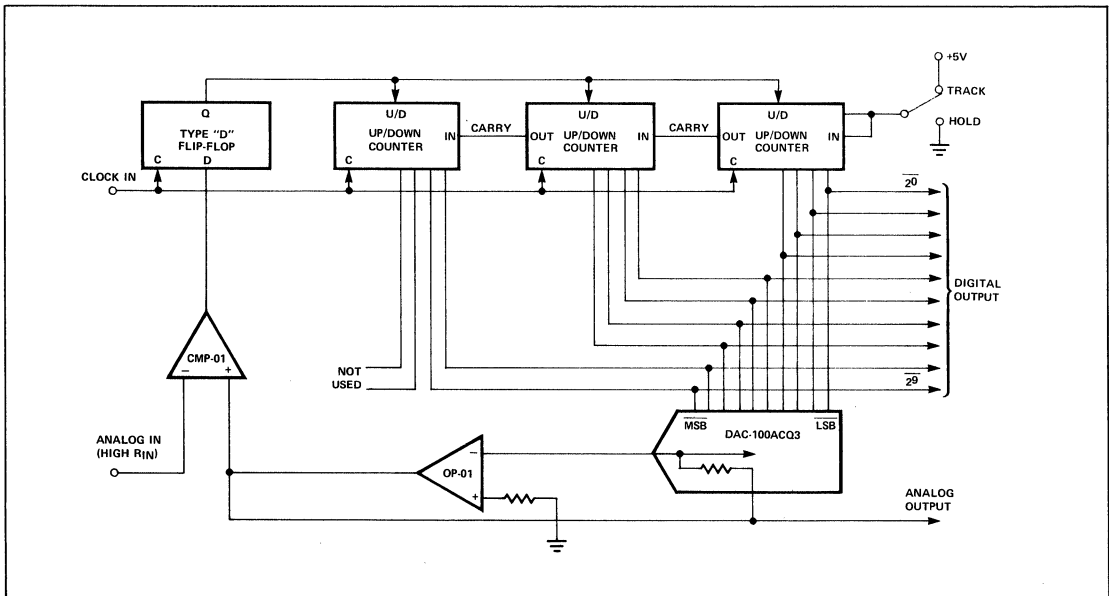 +5V
TRACK
HOLD
Q
TYPE "D"
FLIP-FLOP
C D
U/D
UP/DOWN
COUNTER
IN
C
CARRY
U/D
OUT UP/DOWN IN
COUNTER
C
CARRY
U/D
OUT UP/DOWN IN
COUNTER
C
CLOCK IN
2⁰
DIGITAL
OUTPUT
2⁹
NOT
USED
CMP-01
− +
ANALOG IN
(HIGH RIN)
OP-01
−
+
MSB LSB
DAC-100ACQ3
ANALOG
OUTPUT